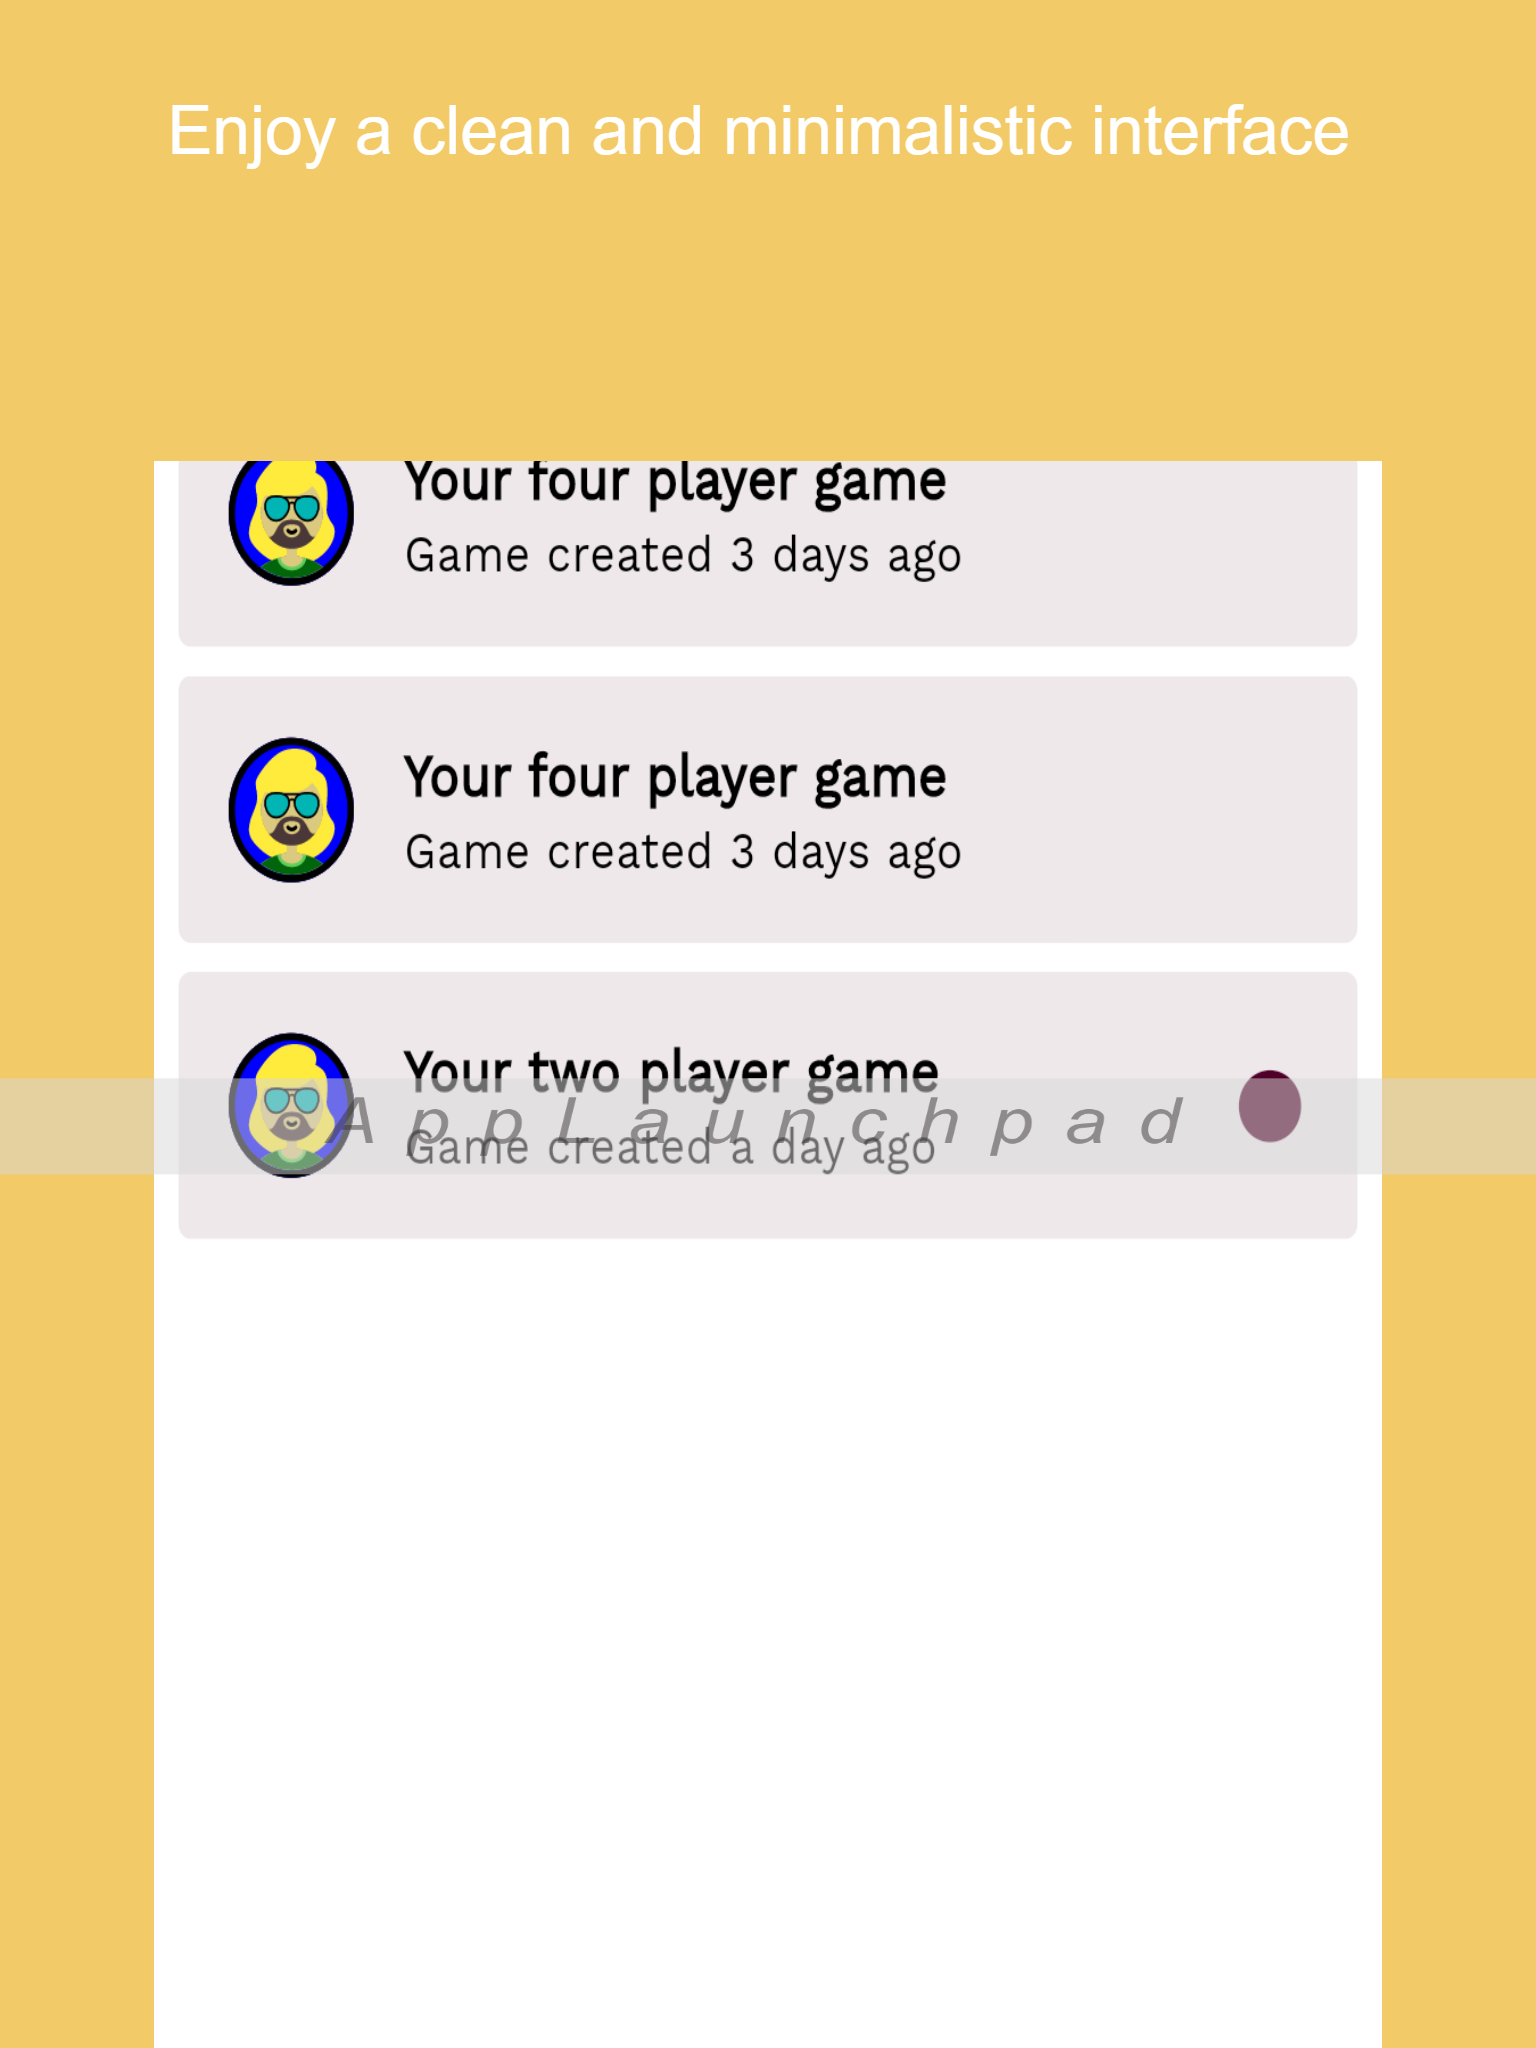 Enjoy a clean and minimalistic interface
Your four player game
Game created 3 days ago
Your four player game
Game created 3 days ago
Your two player game
AppLaunchpad
Game created a day ago